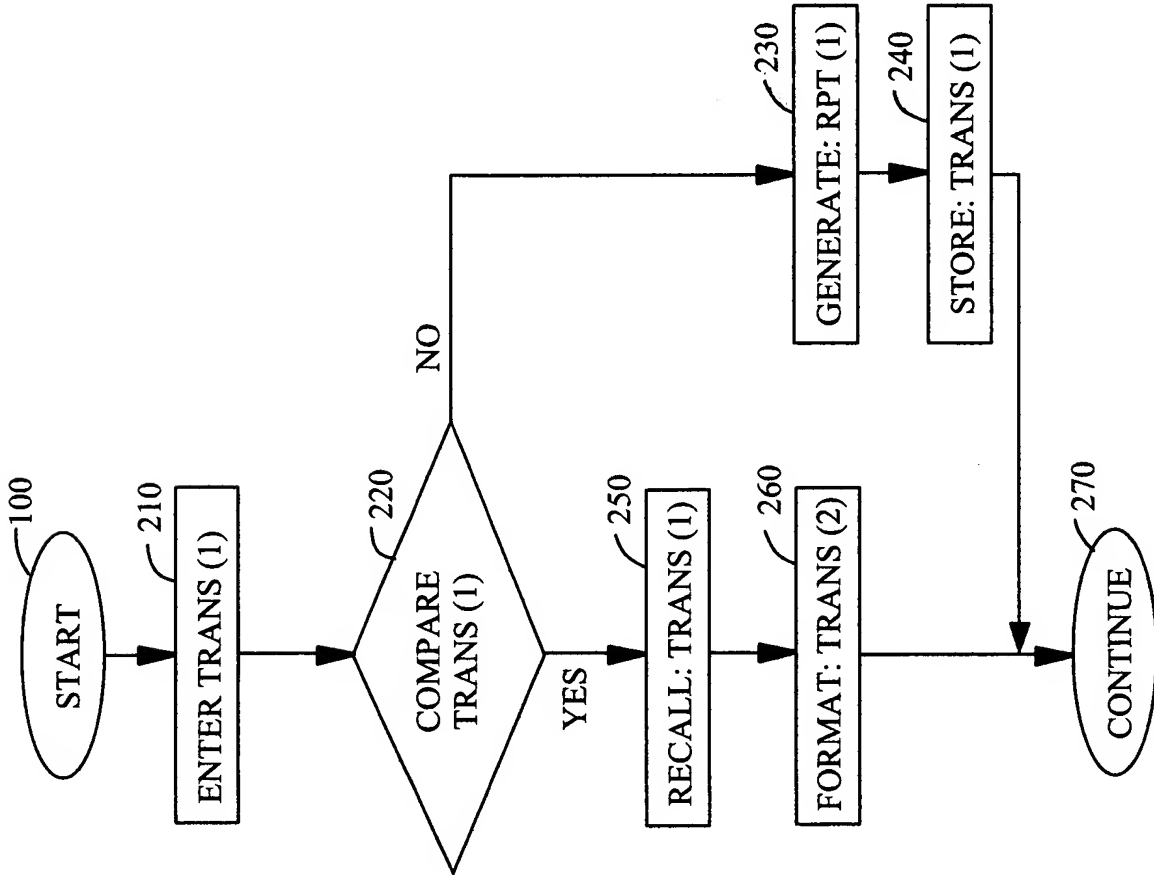 100
START
210
ENTER TRANS (1)
220
COMPARE
TRANS (1)
NO
YES
230
GENERATE: RPT (1)
240
STORE: TRANS (1)
250
RECALL: TRANS (1)
260
FORMAT: TRANS (2)
270
CONTINUE